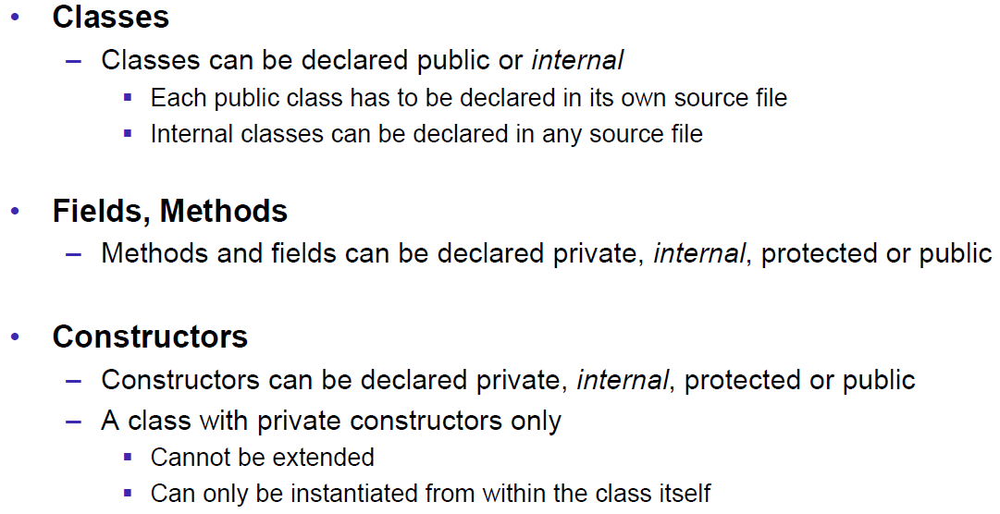 • Classes
– Classes can be declared public or internal
▪ Each public class has to be declared in its own source file
▪ Internal classes can be declared in any source file
• Fields, Methods
– Methods and fields can be declared private, internal, protected or public
• Constructors
– Constructors can be declared private, internal, protected or public
– A class with private constructors only
▪ Cannot be extended
▪ Can only be instantiated from within the class itself